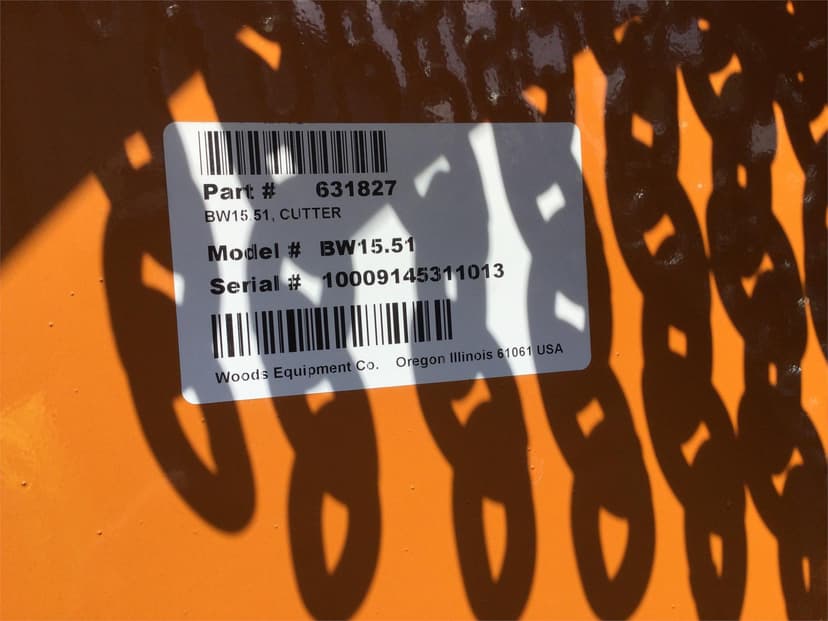 Part # 631827
BW15.51, CUTTER
Model # BW15.51
Serial # 10009145311013
Woods Equipment Co. Oregon Illinois 61061 USA